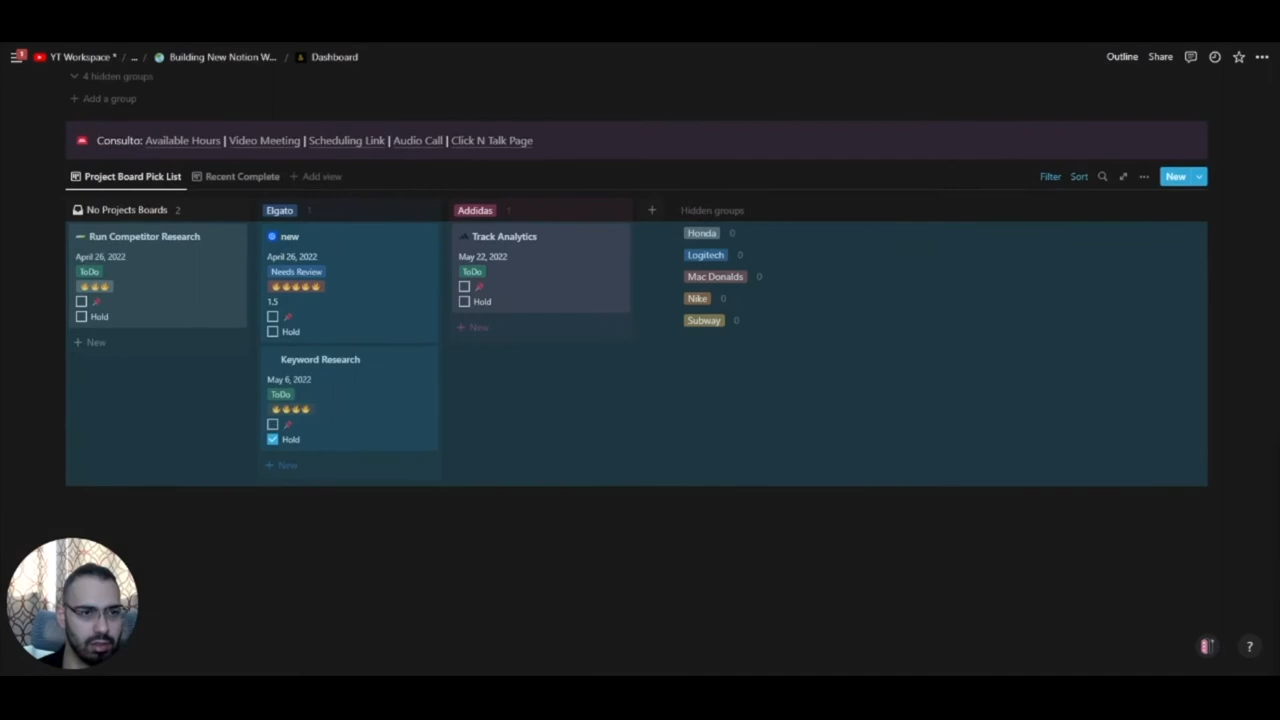 1
YT Workspace * / ... / Building New Notion W... / Dashboard
Outline Share
4 hidden groups
+ Add a group
Consulto: Available Hours | Video Meeting | Scheduling Link | Audio Call | Click N Talk Page
Project Board Pick List Recent Complete + Add view
Filter Sort ... New
No Projects Boards 2
Elgato 1
Addidas 1
+
Hidden groups
Run Competitor Research
April 26, 2022
ToDo
Hold
+ New
new
April 26, 2022
Needs Review
1.5
Hold
Keyword Research
May 6, 2022
ToDo
Hold
+ New
Track Analytics
May 22, 2022
ToDo
Hold
+ New
Honda 0
Logitech 0
Mac Donalds 0
Nike 0
Subway 0
?